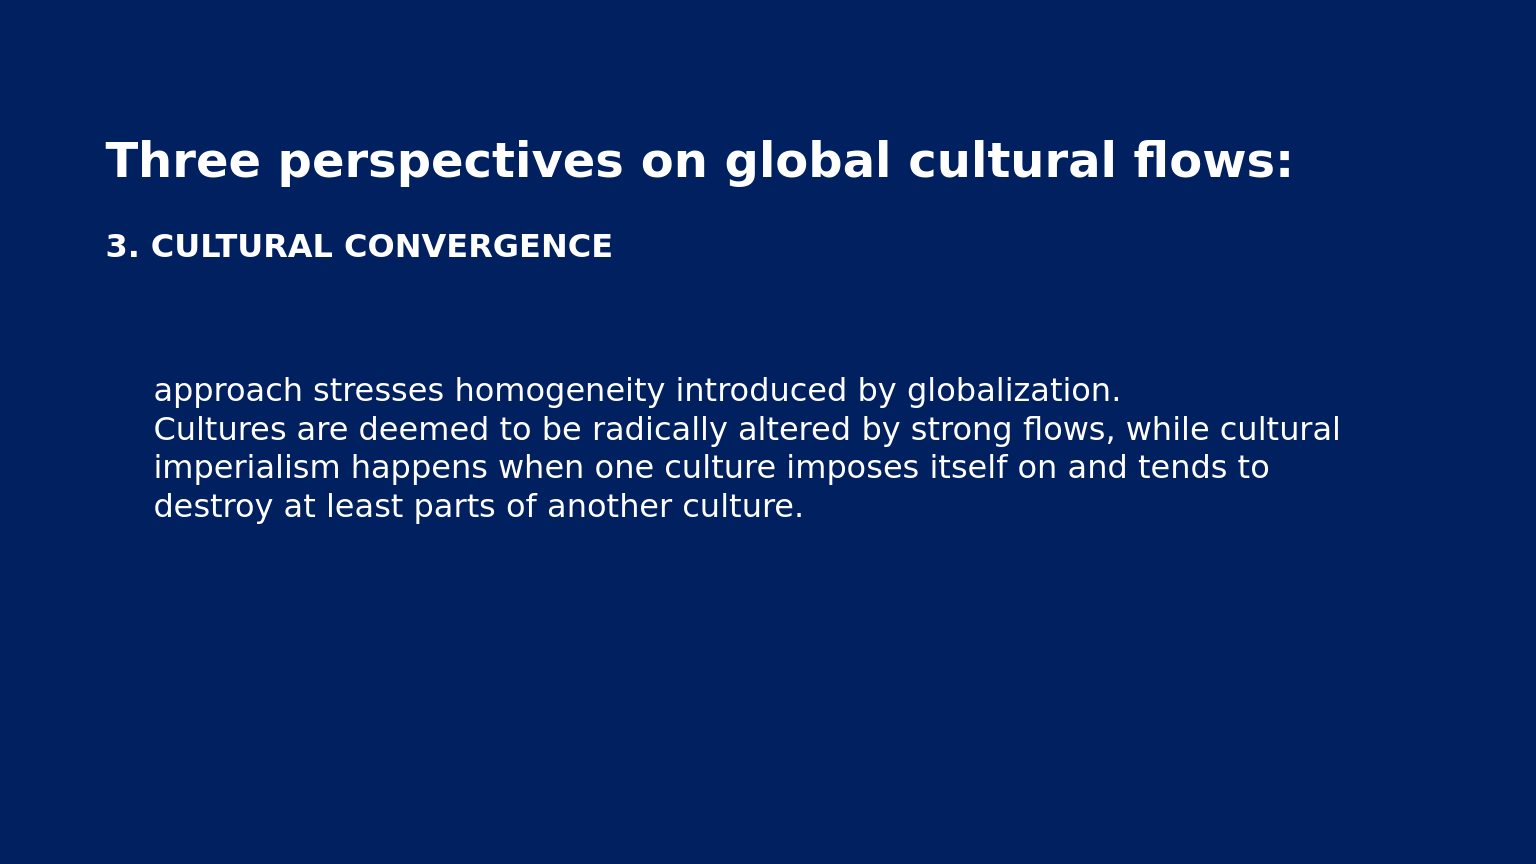 Three perspectives on global cultural flows:
3. CULTURAL CONVERGENCE
approach stresses homogeneity introduced by globalization.
Cultures are deemed to be radically altered by strong flows, while cultural
imperialism happens when one culture imposes itself on and tends to
destroy at least parts of another culture.